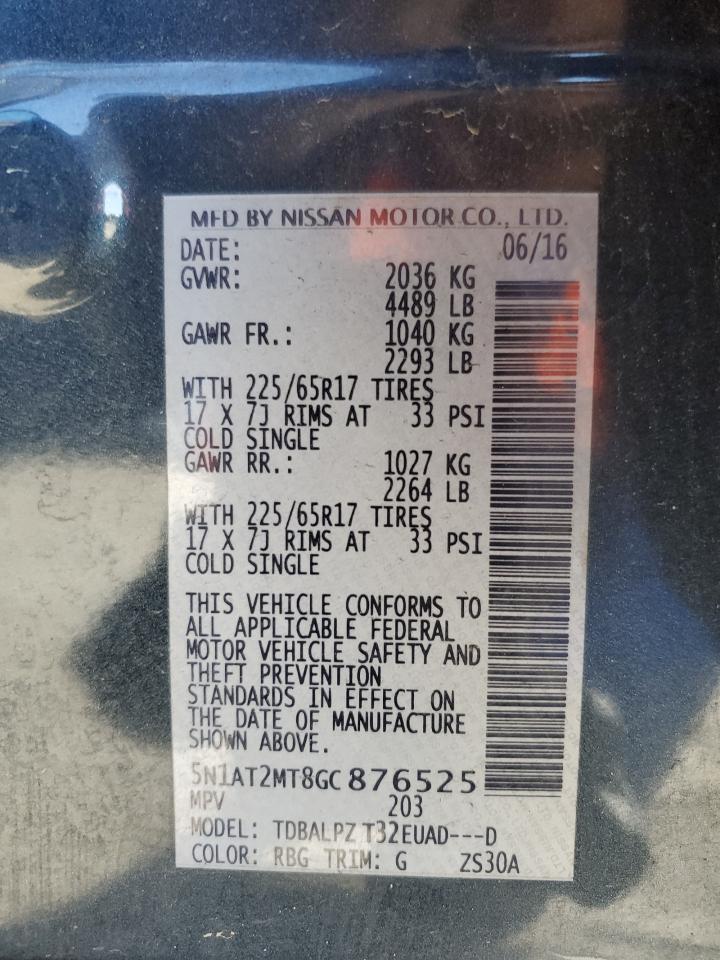 MFD BY NISSAN MOTOR CO., LTD.
DATE: 06/16
GVWR: 2036 KG
4489 LB
GAWR FR.: 1040 KG
2293 LB
WITH 225/65R17 TIRES
17 X 7J RIMS AT 33 PSI
COLD SINGLE
GAWR RR.: 1027 KG
2264 LB
WITH 225/65R17 TIRES
17 X 7J RIMS AT 33 PSI
COLD SINGLE
THIS VEHICLE CONFORMS TO
ALL APPLICABLE FEDERAL
MOTOR VEHICLE SAFETY AND
THEFT PREVENTION
STANDARDS IN EFFECT ON
THE DATE OF MANUFACTURE
SHOWN ABOVE.
5N1AT2MT8GC876525
MPV 203
MODEL: TDBALPZ T32EUAD---D
COLOR: RBG TRIM: G ZS30A